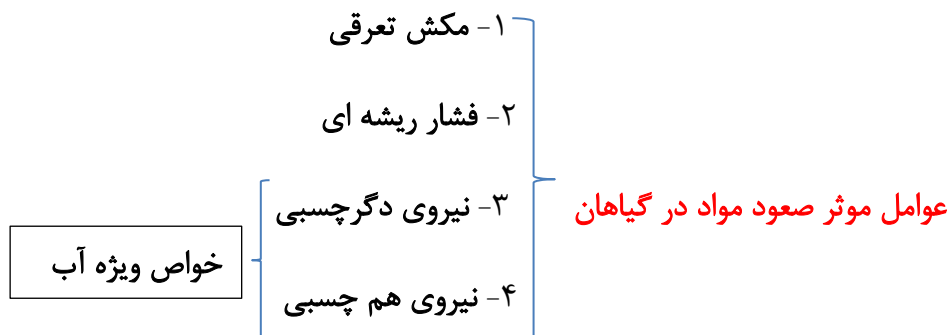 عوامل موثر صعود مواد در گیاهان
۱- مکش تعرقی
۲- فشار ریشه ای
۳- نیروی دگرچسبی
۴- نیروی هم چسبی
خواص ویژه آب